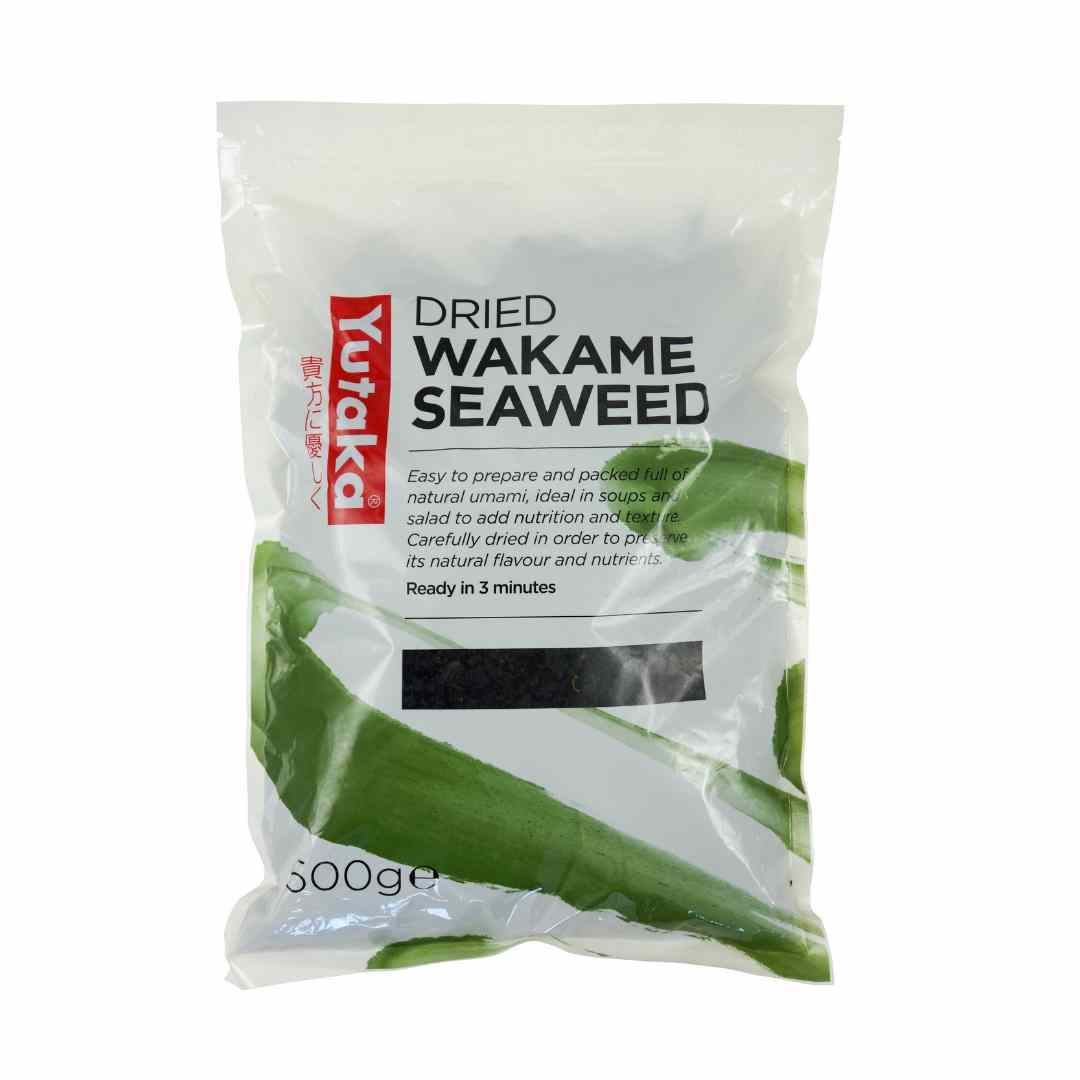 Yutaka®
貴方に優しく
DRIED
WAKAME
SEAWEED
Easy to prepare and packed full of
natural umami, ideal in soups and
salad to add nutrition and texture.
Carefully dried in order to preserve
its natural flavour and nutrients.
Ready in 3 minutes
500g℮